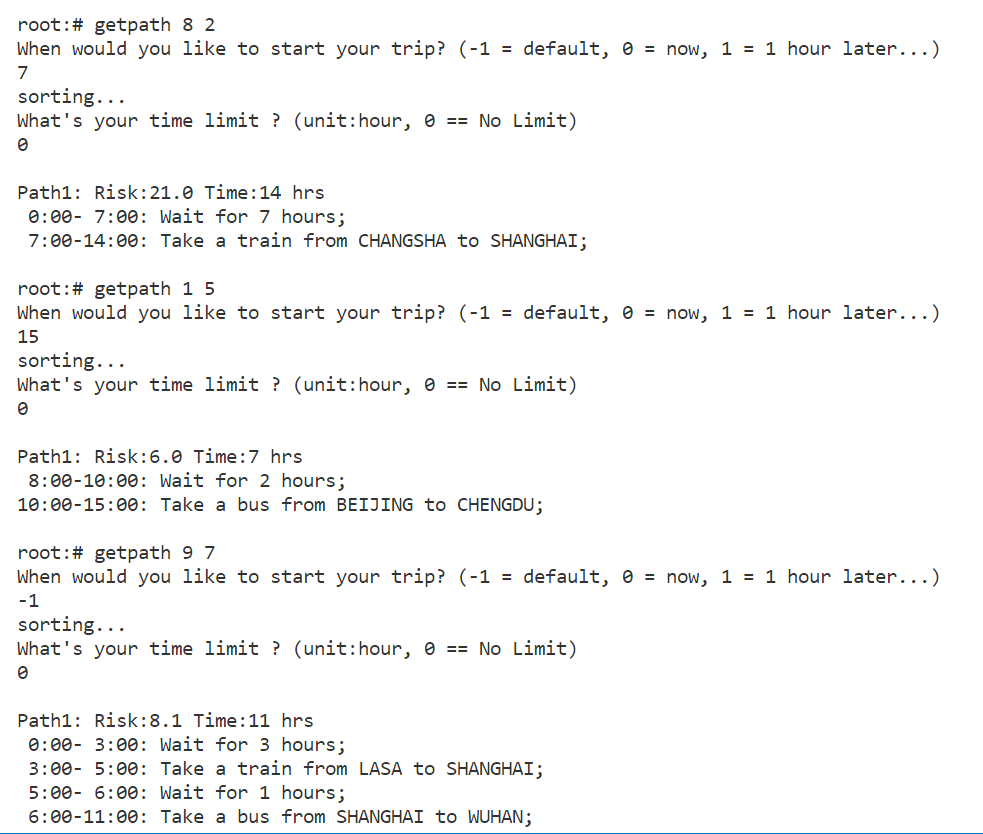 root:# getpath 8 2
When would you like to start your trip? (-1 = default, 0 = now, 1 = 1 hour later...)
7
sorting...
What's your time limit ? (unit:hour, 0 == No Limit)
0
Path1: Risk:21.0 Time:14 hrs
 0:00- 7:00: Wait for 7 hours;
 7:00-14:00: Take a train from CHANGSHA to SHANGHAI;
root:# getpath 1 5
When would you like to start your trip? (-1 = default, 0 = now, 1 = 1 hour later...)
15
sorting...
What's your time limit ? (unit:hour, 0 == No Limit)
0
Path1: Risk:6.0 Time:7 hrs
 8:00-10:00: Wait for 2 hours;
10:00-15:00: Take a bus from BEIJING to CHENGDU;
root:# getpath 9 7
When would you like to start your trip? (-1 = default, 0 = now, 1 = 1 hour later...)
-1
sorting...
What's your time limit ? (unit:hour, 0 == No Limit)
0
Path1: Risk:8.1 Time:11 hrs
 0:00- 3:00: Wait for 3 hours;
 3:00- 5:00: Take a train from LASA to SHANGHAI;
 5:00- 6:00: Wait for 1 hours;
 6:00-11:00: Take a bus from SHANGHAI to WUHAN;